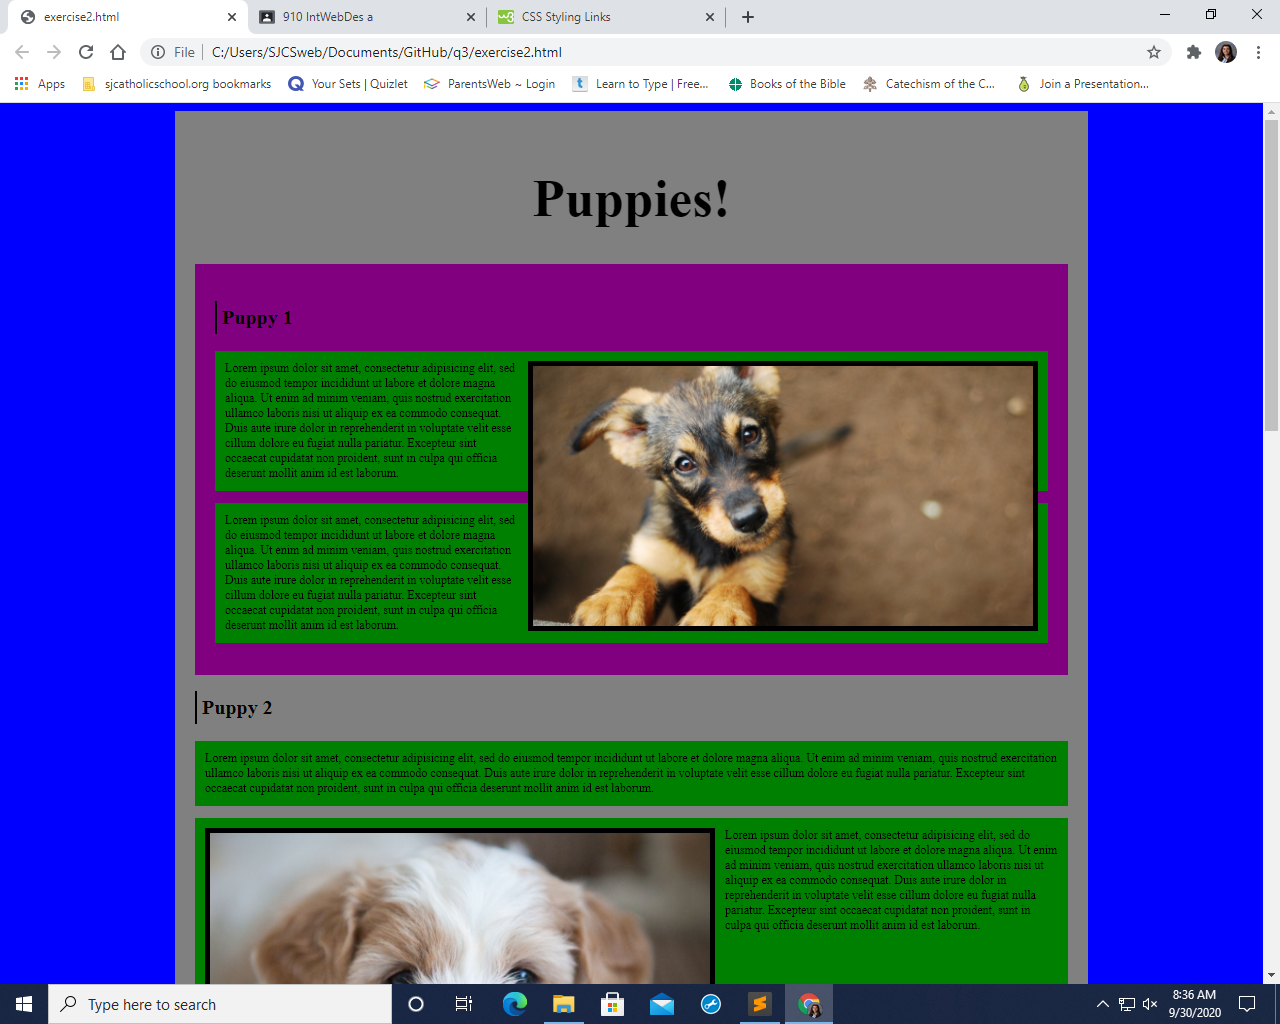 exercise2.html
910 IntWebDes a
CSS Styling Links
File
C:/Users/SJCSweb/Documents/GitHub/q3/exercise2.html
Apps
sjcatholicschool.org bookmarks
Your Sets | Quizlet
ParentsWeb ~ Login
Learn to Type | Free...
Books of the Bible
Catechism of the C...
Join a Presentation...
Puppies!
Puppy 1
Lorem ipsum dolor sit amet, consectetur adipisicing elit, sed
do eiusmod tempor incididunt ut labore et dolore magna
aliqua. Ut enim ad minim veniam, quis nostrud exercitation
ullamco laboris nisi ut aliquip ex ea commodo consequat.
Duis aute irure dolor in reprehenderit in voluptate velit esse
cillum dolore eu fugiat nulla pariatur. Excepteur sint
occaecat cupidatat non proident, sunt in culpa qui officia
deserunt mollit anim id est laborum.
Lorem ipsum dolor sit amet, consectetur adipisicing elit, sed
do eiusmod tempor incididunt ut labore et dolore magna
aliqua. Ut enim ad minim veniam, quis nostrud exercitation
ullamco laboris nisi ut aliquip ex ea commodo consequat.
Duis aute irure dolor in reprehenderit in voluptate velit esse
cillum dolore eu fugiat nulla pariatur. Excepteur sint
occaecat cupidatat non proident, sunt in culpa qui officia
deserunt mollit anim id est laborum.
Puppy 2
Lorem ipsum dolor sit amet, consectetur adipisicing elit, sed do eiusmod tempor incididunt ut labore et dolore magna aliqua. Ut enim ad minim veniam, quis nostrud exercitation
ullamco laboris nisi ut aliquip ex ea commodo consequat. Duis aute irure dolor in reprehenderit in voluptate velit esse cillum dolore eu fugiat nulla pariatur. Excepteur sint
occaecat cupidatat non proident, sunt in culpa qui officia deserunt mollit anim id est laborum.
Lorem ipsum dolor sit amet, consectetur adipisicing elit, sed do
eiusmod tempor incididunt ut labore et dolore magna aliqua. Ut enim
ad minim veniam, quis nostrud exercitation ullamco laboris nisi ut
aliquip ex ea commodo consequat. Duis aute irure dolor in
reprehenderit in voluptate velit esse cillum dolore eu fugiat nulla
pariatur. Excepteur sint occaecat cupidatat non proident, sunt in
culpa qui officia deserunt mollit anim id est laborum.
Type here to search
8:36 AM
9/30/2020